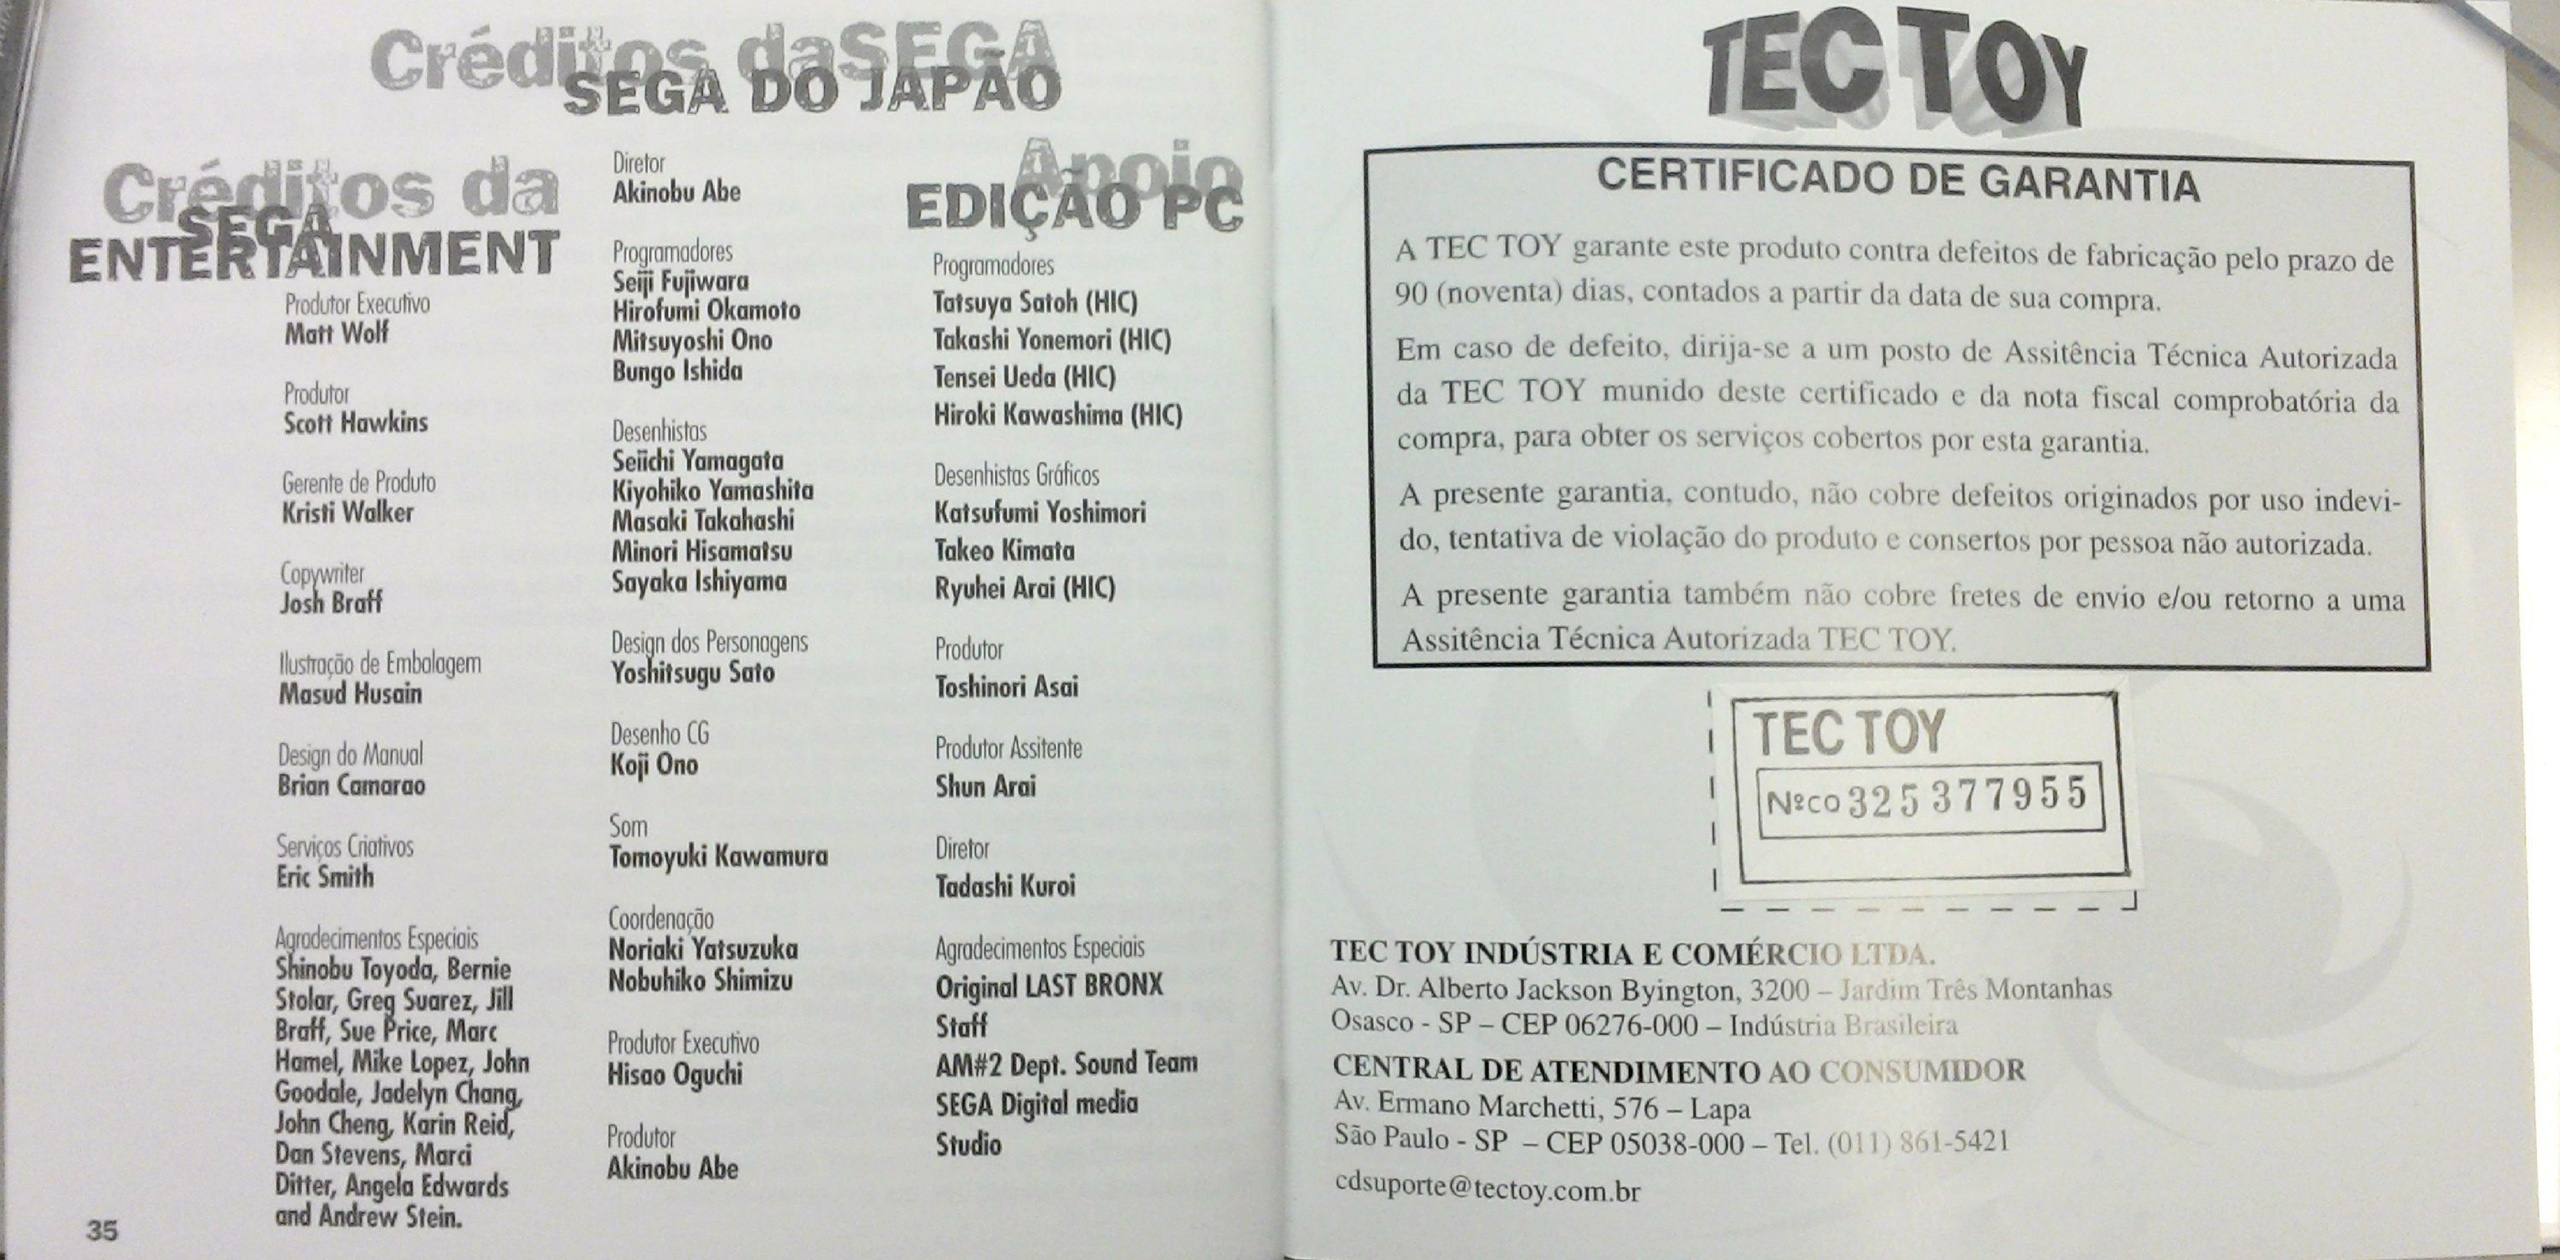 Créditos da SEGA
SEGA DO JAPÃO
Créditos da
SEGA
ENTERTAINMENT
Produtor Executivo
Matt Wolf
Produtor
Scott Hawkins
Gerente de Produto
Kristi Walker
Copywriter
Josh Braff
Ilustração de Embalagem
Masud Husain
Design do Manual
Brian Camarao
Serviços Criativos
Eric Smith
Agradecimentos Especiais
Shinobu Toyoda, Bernie
Stolar, Greg Suarez, Jill
Braff, Sue Price, Marc
Hamel, Mike Lopez, John
Goodale, Jadelyn Chang,
John Cheng, Karin Reid,
Dan Stevens, Marci
Ditter, Angela Edwards
and Andrew Stein.
35
Diretor
Akinobu Abe
Programadores
Seiji Fujiwara
Hirofumi Okamoto
Mitsuyoshi Ono
Bungo Ishida
Desenhistas
Seiichi Yamagata
Kiyohiko Yamashita
Masaki Takahashi
Minori Hisamatsu
Sayaka Ishiyama
Design dos Personagens
Yoshitsugu Sato
Desenho CG
Koji Ono
Som
Tomoyuki Kawamura
Coordenação
Noriaki Yatsuzuka
Nobuhiko Shimizu
Produtor Executivo
Hisao Oguchi
Produtor
Akinobu Abe
Apoio
EDIÇÃO PC
Programadores
Tatsuya Satoh (HIC)
Takashi Yonemori (HIC)
Tensei Ueda (HIC)
Hiroki Kawashima (HIC)
Desenhistas Gráficos
Katsufumi Yoshimori
Takeo Kimata
Ryuhei Arai (HIC)
Produtor
Toshinori Asai
Produtor Assitente
Shun Arai
Diretor
Tadashi Kuroi
Agradecimentos Especiais
Original LAST BRONX
Staff
AM#2 Dept. Sound Team
SEGA Digital media
Studio
TEC TOY
CERTIFICADO DE GARANTIA
A TEC TOY garante este produto contra defeitos de fabricação pelo prazo de
90 (noventa) dias, contados a partir da data de sua compra.
Em caso de defeito, dirija-se a um posto de Assitência Técnica Autorizada
da TEC TOY munido deste certificado e da nota fiscal comprobatória da
compra, para obter os serviços cobertos por esta garantia.
A presente garantia, contudo, não cobre defeitos originados por uso indevi-
do, tentativa de violação do produto e consertos por pessoa não autorizada.
A presente garantia também não cobre fretes de envio e/ou retorno a uma
Assitência Técnica Autorizada TEC TOY.
TEC TOY
Nºco 325377955
TEC TOY INDÚSTRIA E COMÉRCIO LTDA.
Av. Dr. Alberto Jackson Byington, 3200 – Jardim Três Montanhas
Osasco - SP – CEP 06276-000 – Indústria Brasileira
CENTRAL DE ATENDIMENTO AO CONSUMIDOR
Av. Ermano Marchetti, 576 – Lapa
São Paulo - SP – CEP 05038-000 – Tel. (011) 861-5421
cdsuporte@tectoy.com.br